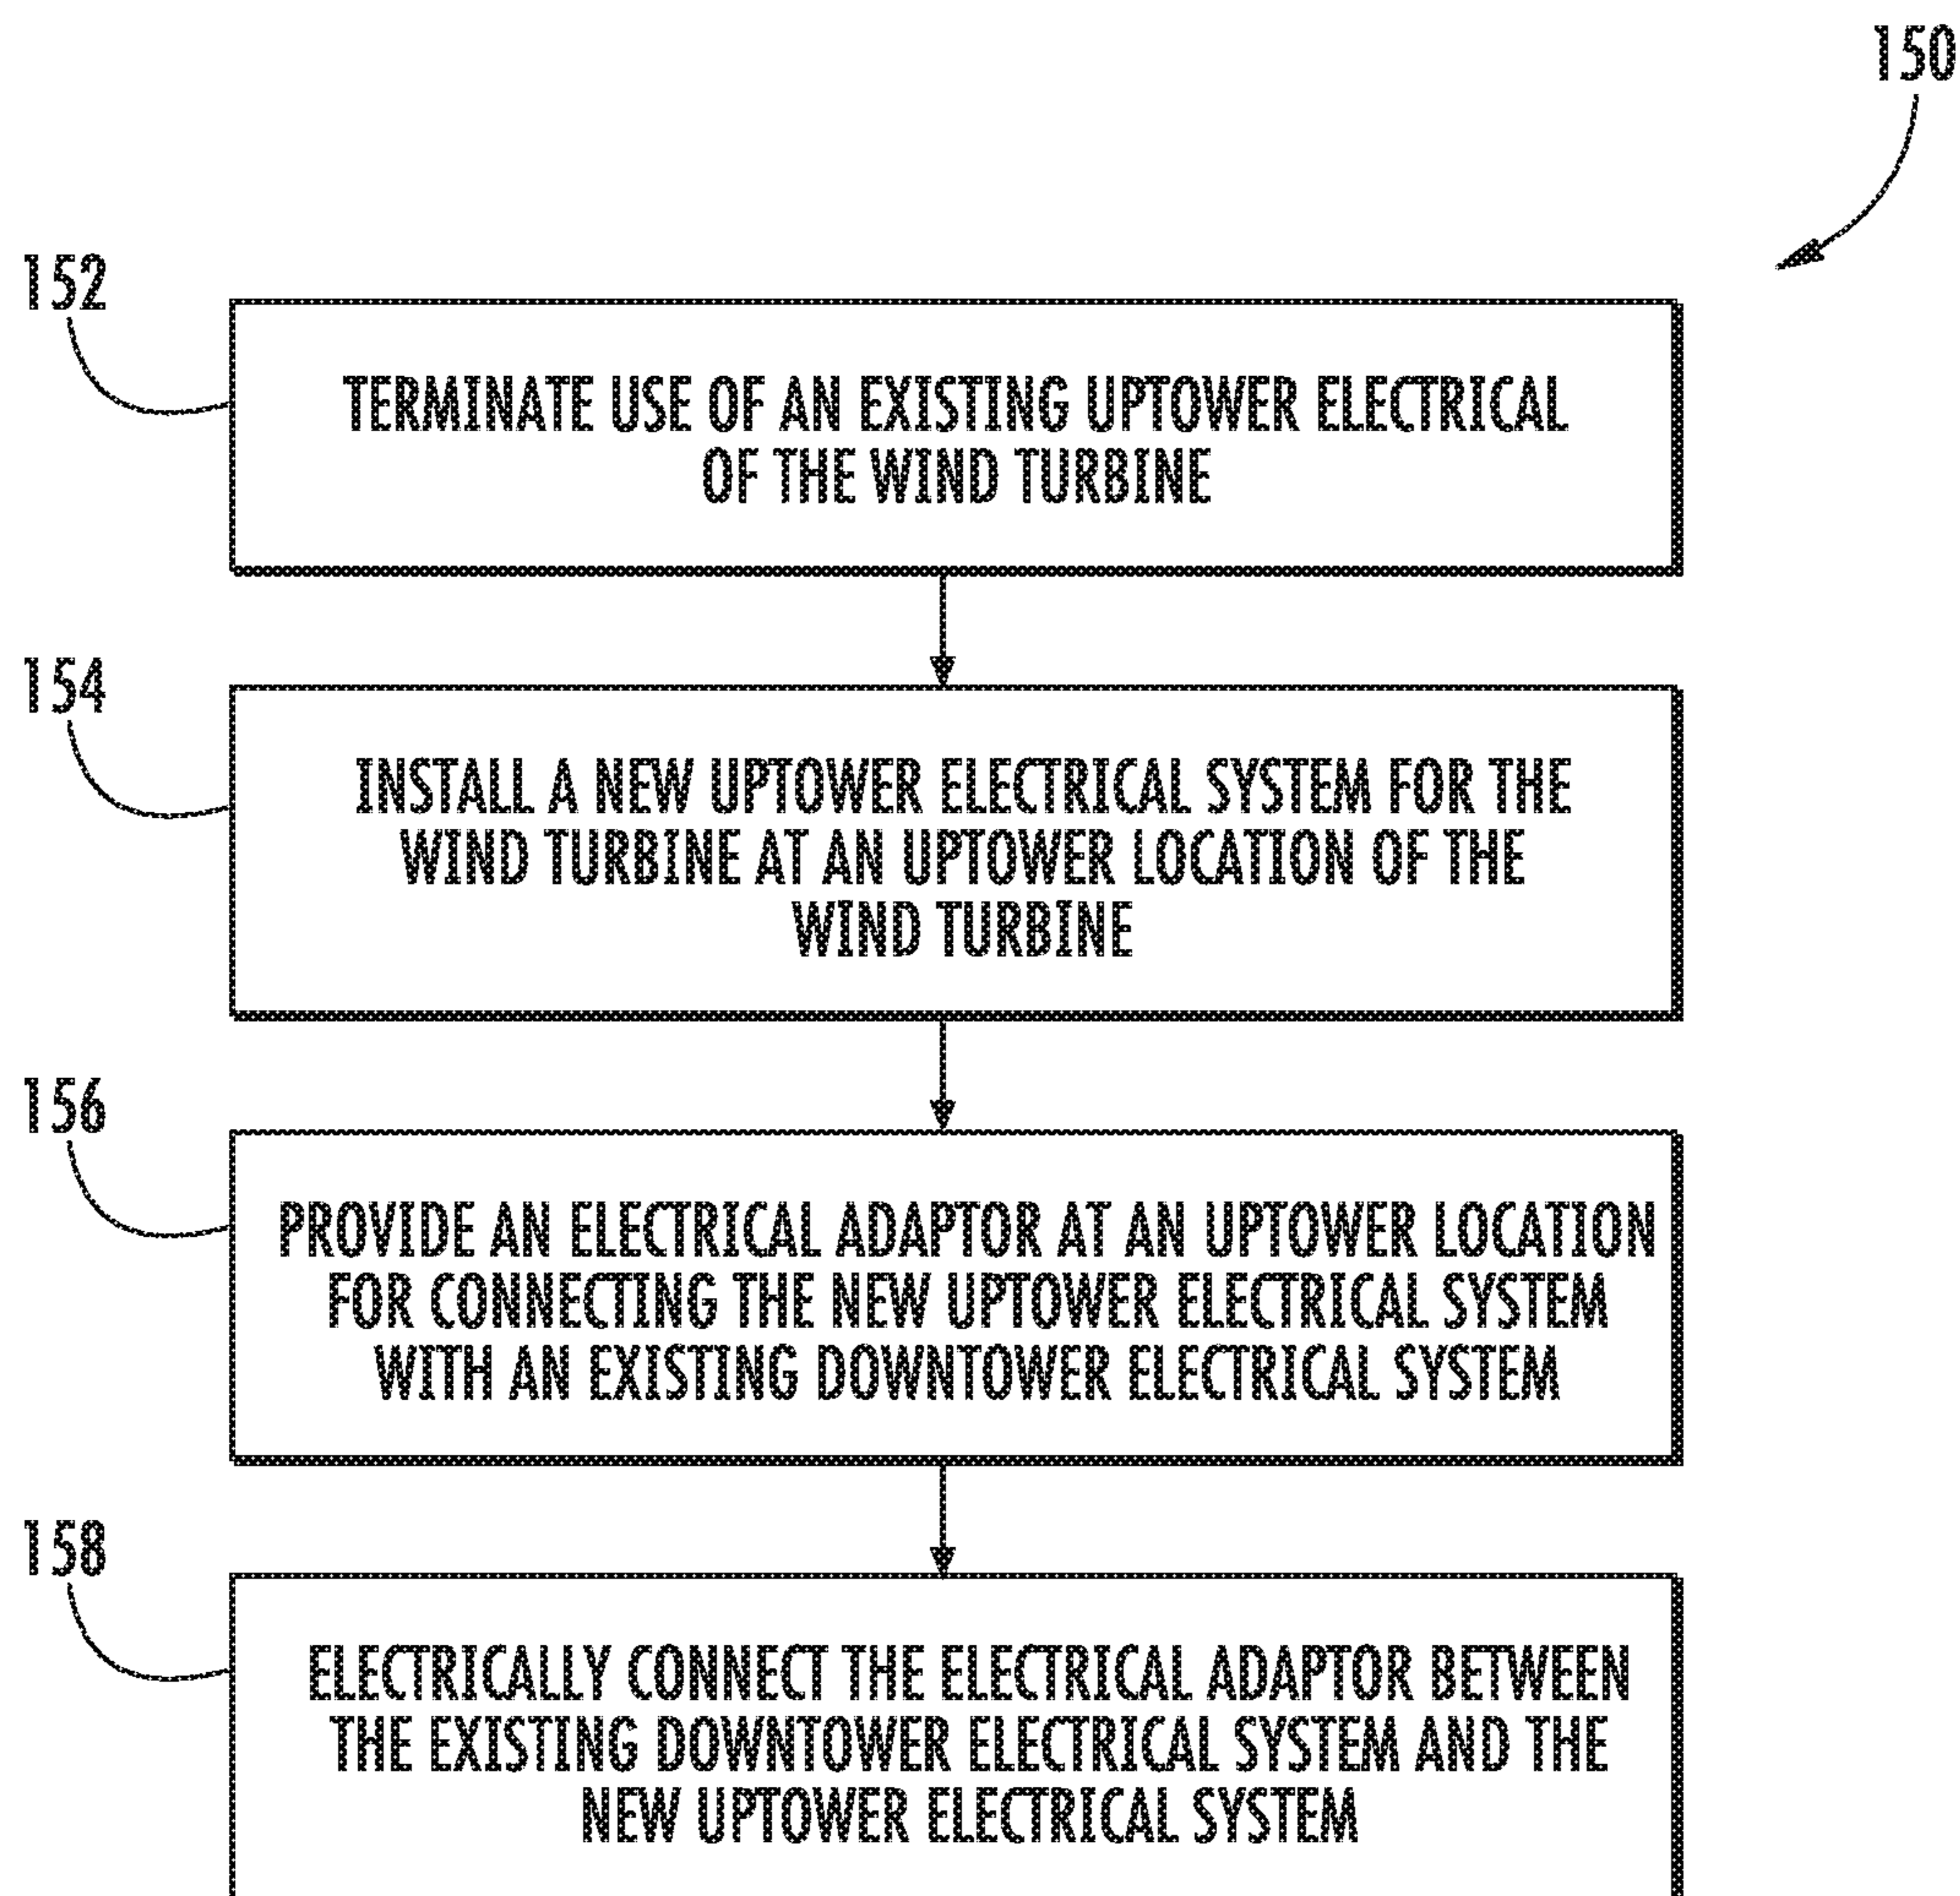 150
152
TERMINATE USE OF AN EXISTING UPTOWER ELECTRICAL
OF THE WIND TURBINE
154
INSTALL A NEW UPTOWER ELECTRICAL SYSTEM FOR THE
WIND TURBINE AT AN UPTOWER LOCATION OF THE
WIND TURBINE
156
PROVIDE AN ELECTRICAL ADAPTOR AT AN UPTOWER LOCATION
FOR CONNECTING THE NEW UPTOWER ELECTRICAL SYSTEM
WITH AN EXISTING DOWNTOWER ELECTRICAL SYSTEM
158
ELECTRICALLY CONNECT THE ELECTRICAL ADAPTOR BETWEEN
THE EXISTING DOWNTOWER ELECTRICAL SYSTEM AND THE
NEW UPTOWER ELECTRICAL SYSTEM